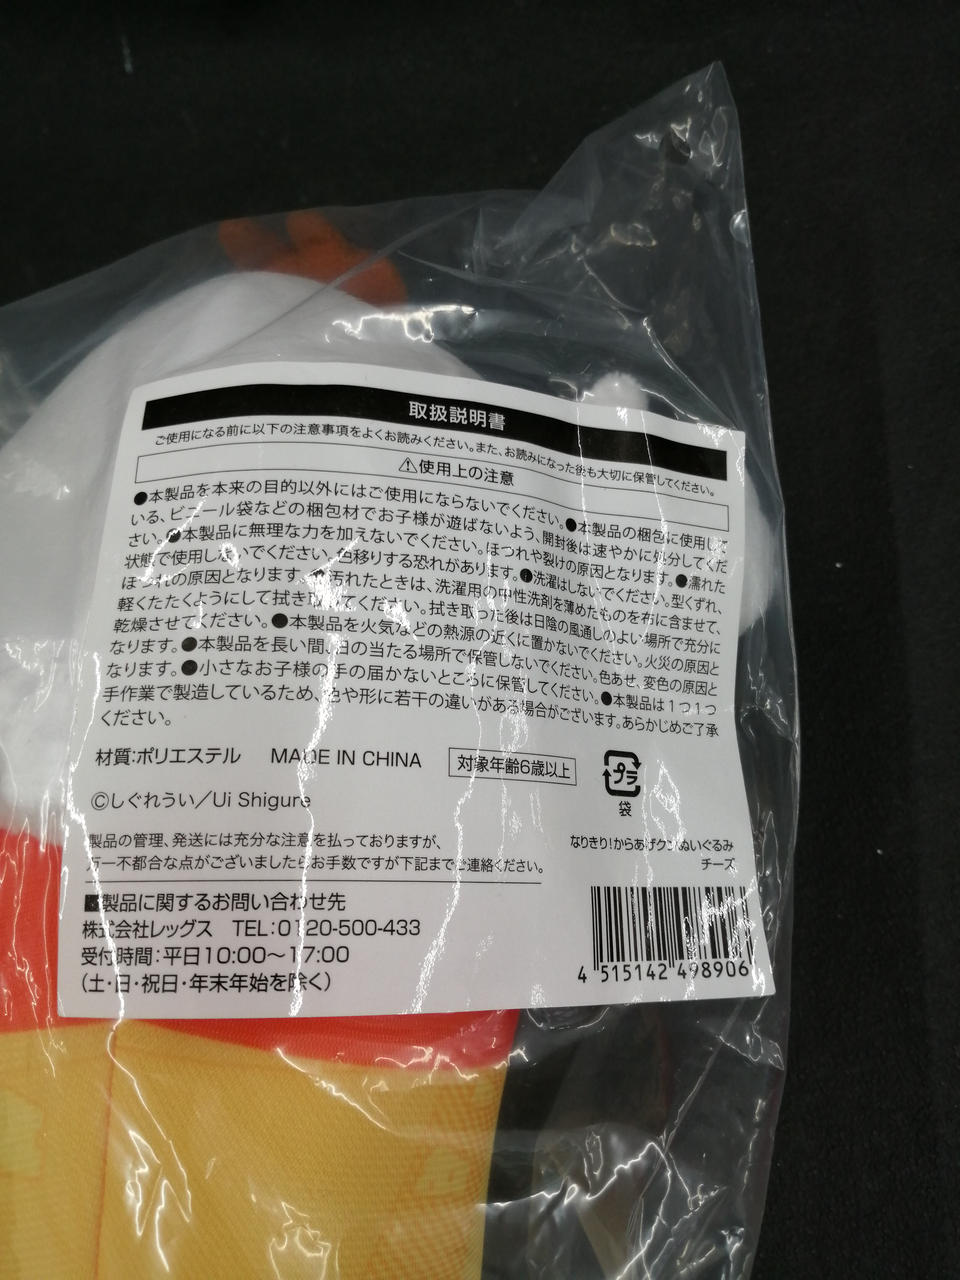 取扱説明書
ご使用になる前に以下の注意事項をよくお読みください。また、お読みになった後も大切に保管してください。
⚠使用上の注意
●本製品を本来の目的以外にはご使用にならないでください。●本製品の梱包に使用して
いる、ビニール袋などの梱包材でお子様が遊ばないよう、開封後は速やかに処分してくだ
さい。●本製品に無理な力を加えないでください。ほつれや裂けの原因となります。●濡れた
状態で使用しないでください。色移りする恐れがあります。●洗濯はしないでください。型くずれ、
ほつれの原因となります。●汚れたときは、洗濯用の中性洗剤を薄めたものを布に含ませて、
軽くたたくようにして拭き取ってください。拭き取った後は日陰の風通しのよい場所で充分に
乾燥させてください。●本製品を火気などの熱源の近くに置かないでください。火災の原因と
なります。●本製品を長い間、日の当たる場所で保管しないでください。色あせ、変色の原因と
なります。●小さなお子様の手の届かないところに保管してください。●本製品は1つ1つ
手作業で製造しているため、色や形に若干の違いがある場合がございます。あらかじめご了承
ください。
材質:ポリエステル MADE IN CHINA 対象年齢6歳以上 プラ
袋
©しぐれうい/Ui Shigure
製品の管理、発送には充分な注意を払っておりますが、
万一不都合な点がございましたらお手数ですが下記までご連絡ください。
なりきり!からあげクンぬいぐるみ
チーズ
■製品に関するお問い合わせ先
株式会社レッグス TEL:0120-500-433
受付時間:平日10:00〜17:00
(土・日・祝日・年末年始を除く)
4 515142 498906